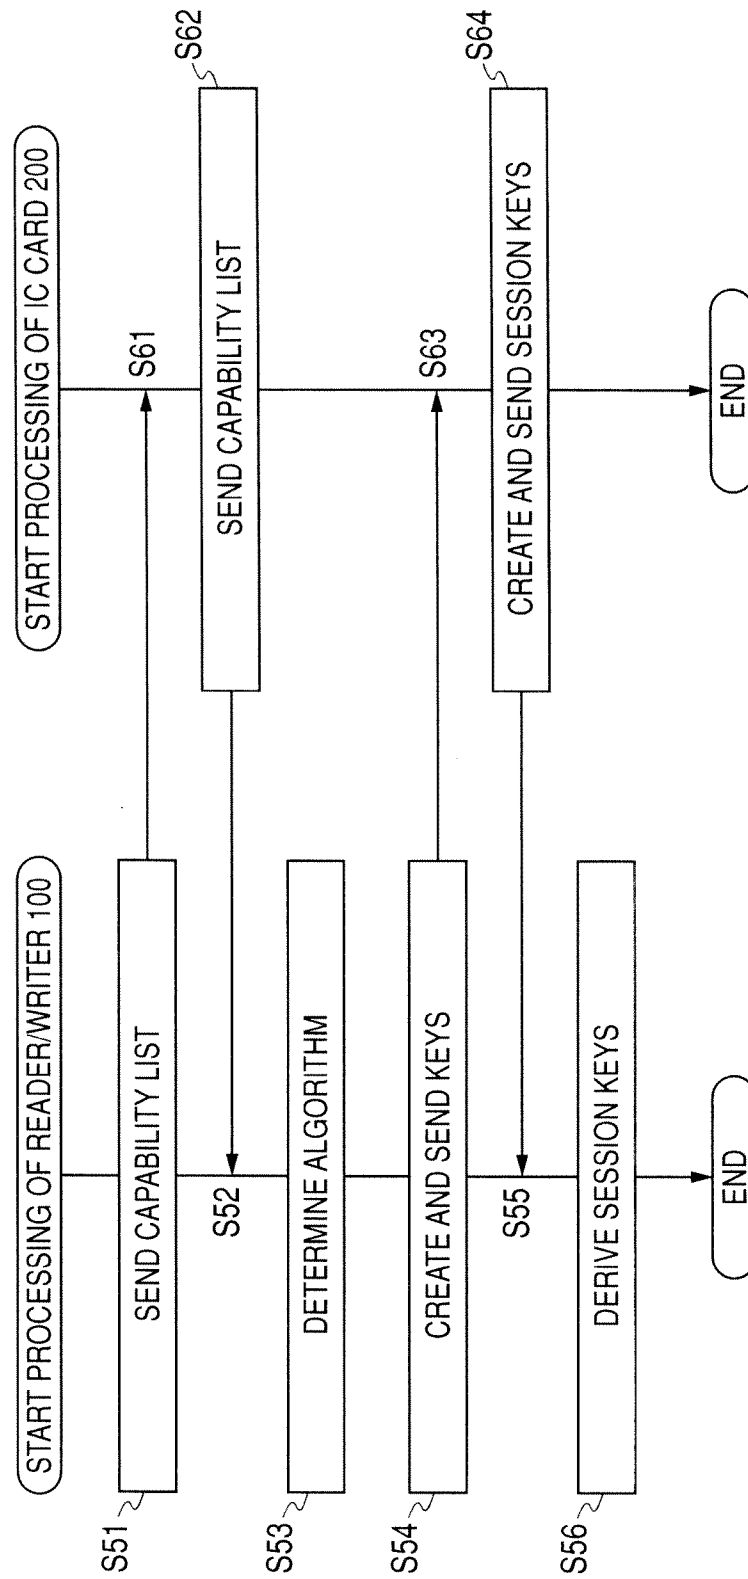 START PROCESSING OF READER/WRITER 100
S51
SEND CAPABILITY LIST
S52
S53
DETERMINE ALGORITHM
S54
CREATE AND SEND KEYS
S55
S56
DERIVE SESSION KEYS
END
START PROCESSING OF IC CARD 200
S61
S62
SEND CAPABILITY LIST
S63
S64
CREATE AND SEND SESSION KEYS
END